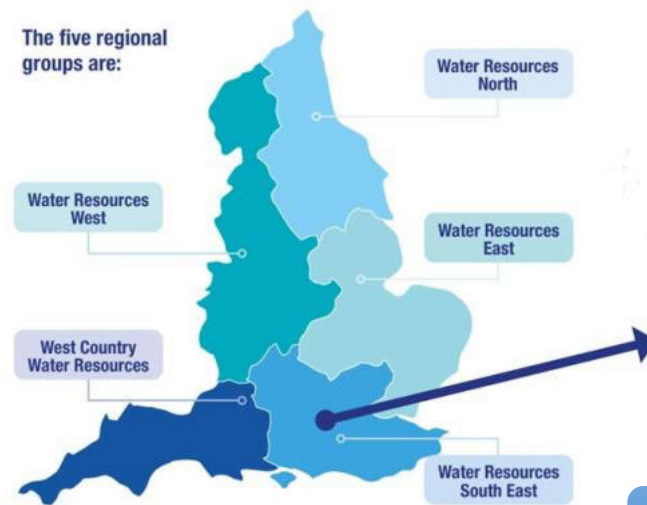 The five regional
groups are:
Water Resources
North
Water Resources
West
Water Resources
East
West Country
Water Resources
Water Resources
South East